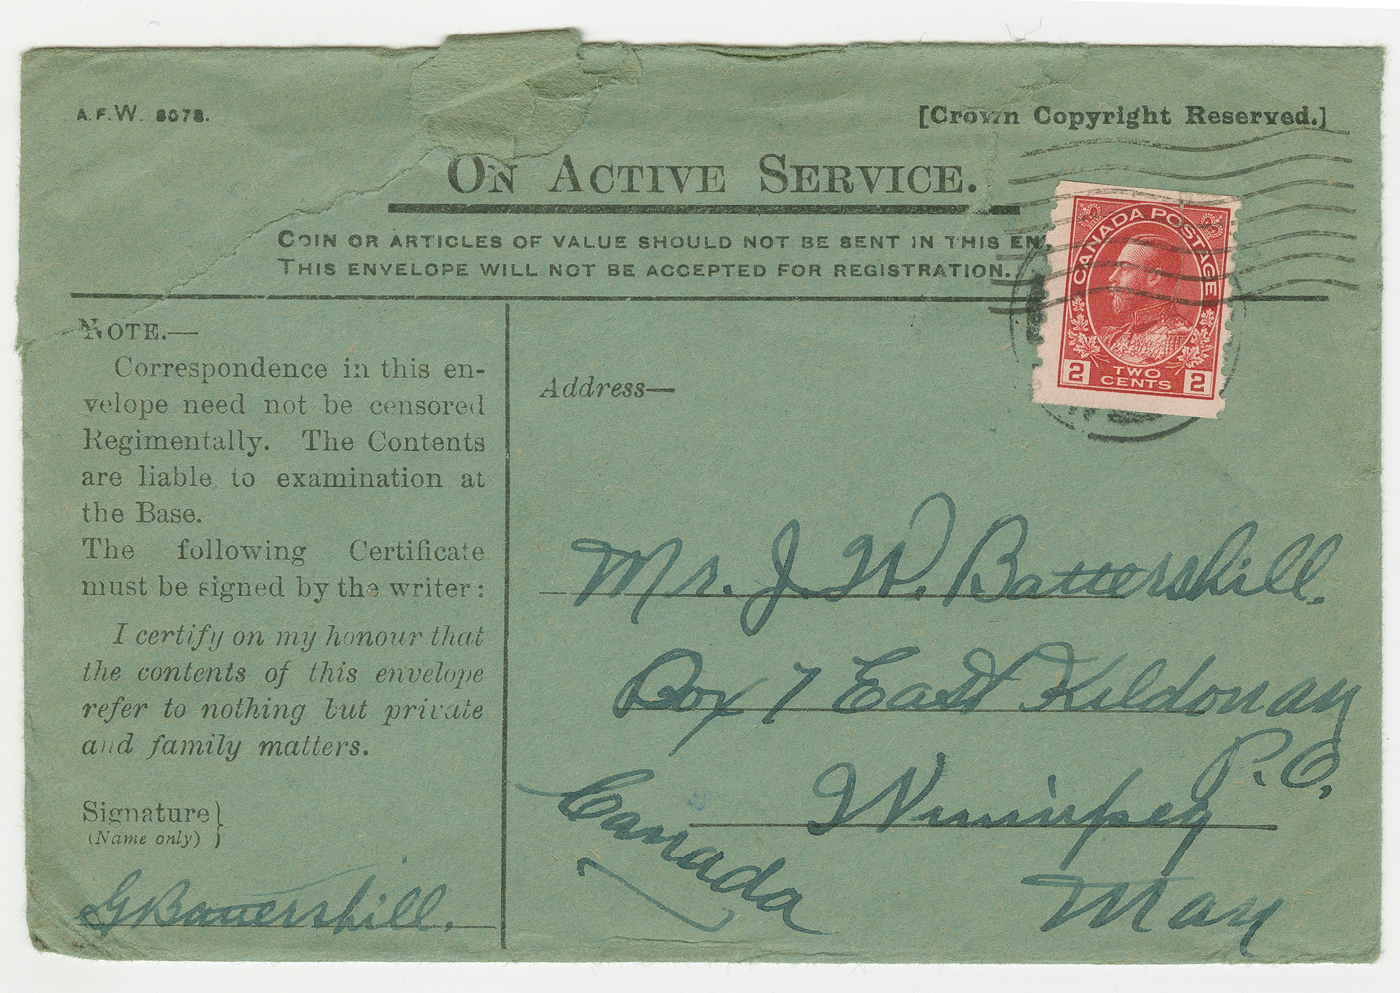 A.F.W. 3078.
[Crown Copyright Reserved.]
ON ACTIVE SERVICE.
COIN OR ARTICLES OF VALUE SHOULD NOT BE SENT IN THIS EN
THIS ENVELOPE WILL NOT BE ACCEPTED FOR REGISTRATION.
CANADA POSTAGE
2 TWO CENTS 2
NOTE.—
Correspondence in this en-
velope need not be censored
Regimentally. The Contents
are liable to examination at
the Base.
The following Certificate
must be signed by the writer:
I certify on my honour that
the contents of this envelope
refer to nothing but private
and family matters.
Signature}
(Name only)
G Battershill.
Address—
Mr. J. W. Battershill.
Box 7 East Kildonan
P.O.
Winnipeg
Man
Canada